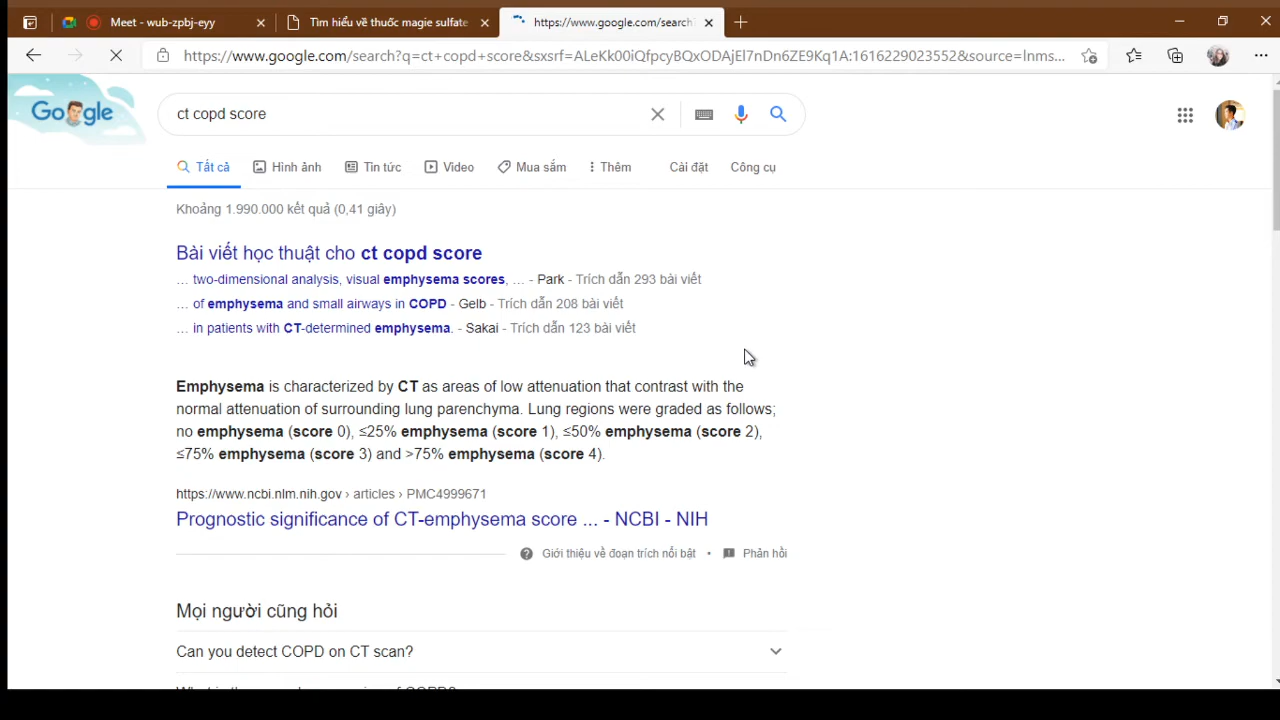 Meet - wub-zpbj-eyy
Tìm hiểu về thuốc magie sulfate
https://www.google.com/search?
https://www.google.com/search?q=ct+copd+score&sxsrf=ALeKk00iQfpcyBQxODAjEl7nDn6ZE9Kq1A:1616229023552&source=lnms...
Google
ct copd score
Tất cả
Hình ảnh
Tin tức
Video
Mua sắm
Thêm
Cài đặt
Công cụ
Khoảng 1.990.000 kết quả (0,41 giây)
Bài viết học thuật cho ct copd score
... two-dimensional analysis, visual emphysema scores, ... - Park - Trích dẫn 293 bài viết
... of emphysema and small airways in COPD - Gelb - Trích dẫn 208 bài viết
... in patients with CT-determined emphysema. - Sakai - Trích dẫn 123 bài viết
Emphysema is characterized by CT as areas of low attenuation that contrast with the
normal attenuation of surrounding lung parenchyma. Lung regions were graded as follows;
no emphysema (score 0), ≤25% emphysema (score 1), ≤50% emphysema (score 2),
≤75% emphysema (score 3) and >75% emphysema (score 4).
https://www.ncbi.nlm.nih.gov › articles › PMC4999671
Prognostic significance of CT-emphysema score ... - NCBI - NIH
Giới thiệu về đoạn trích nổi bật • Phản hồi
Mọi người cũng hỏi
Can you detect COPD on CT scan?